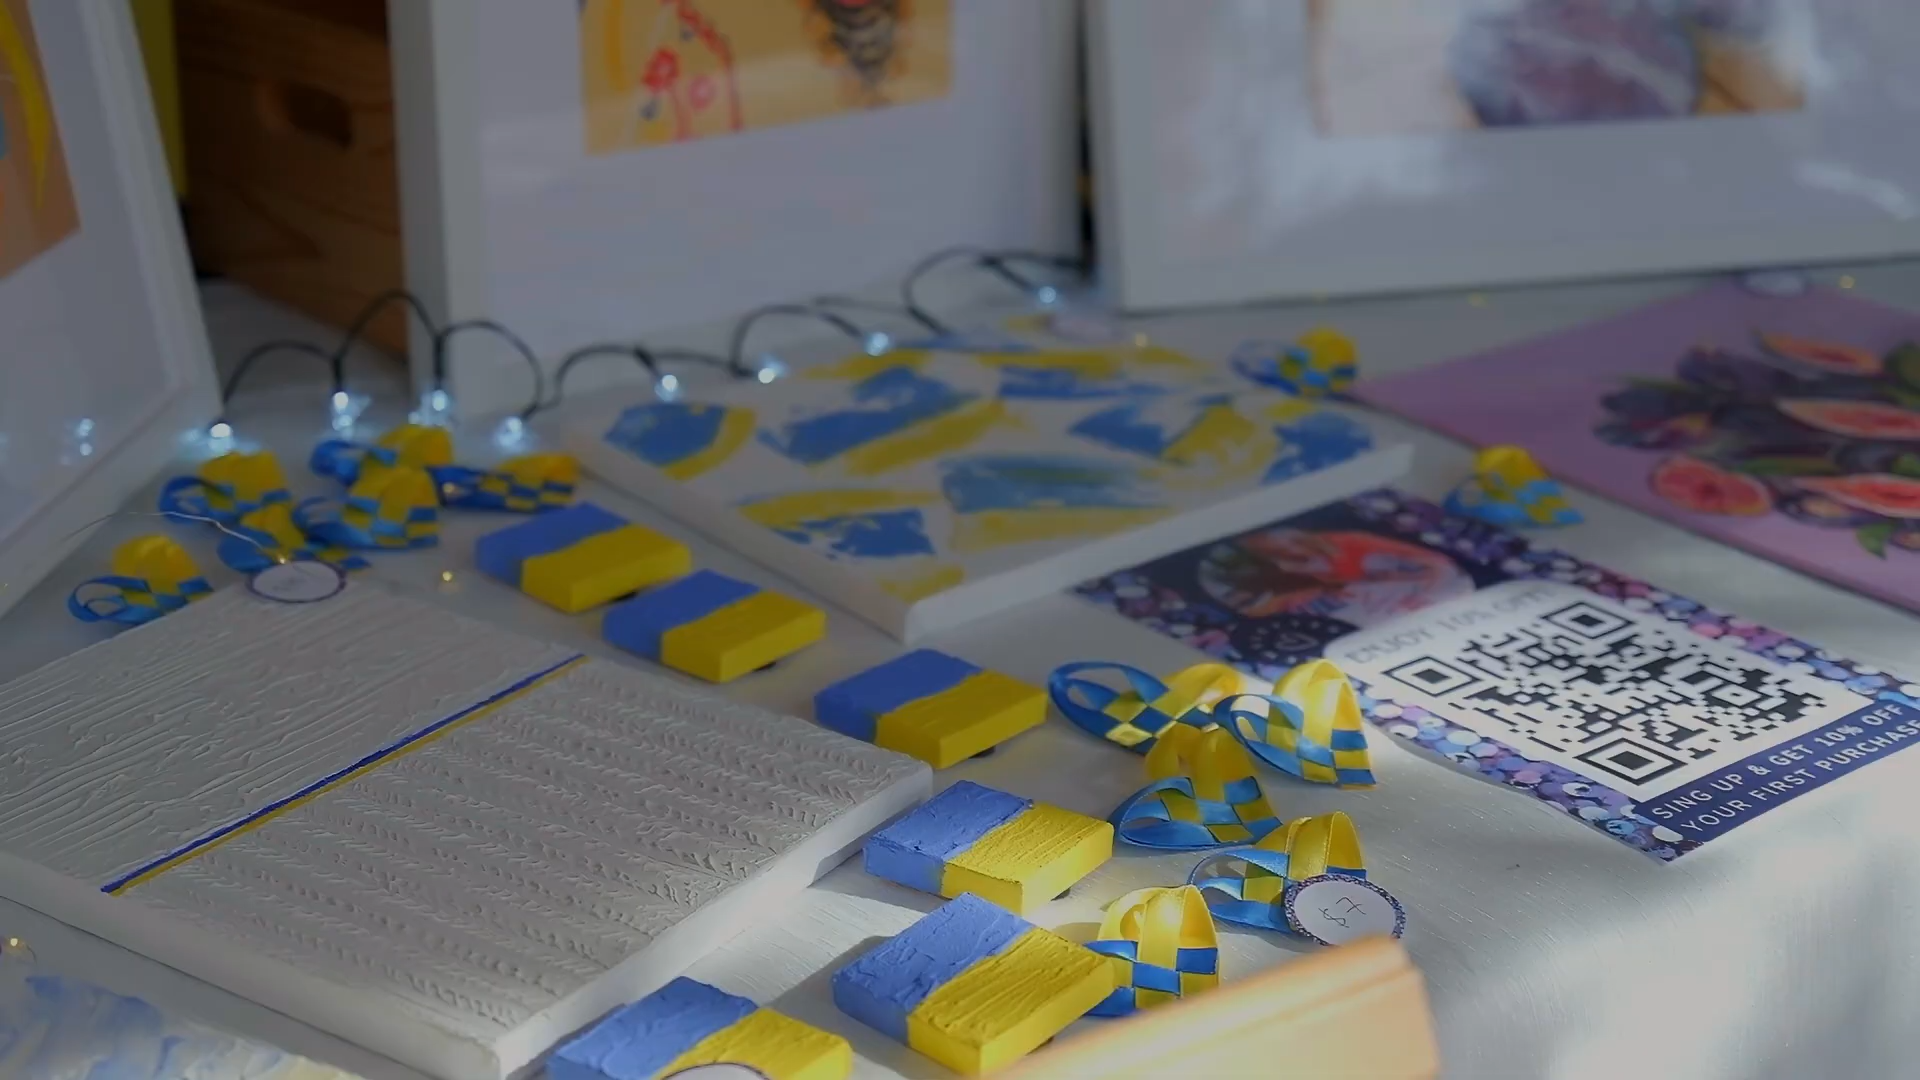 ENJOY 10% OFF!
SING UP & GET 10% OFF
YOUR FIRST PURCHASE
$7